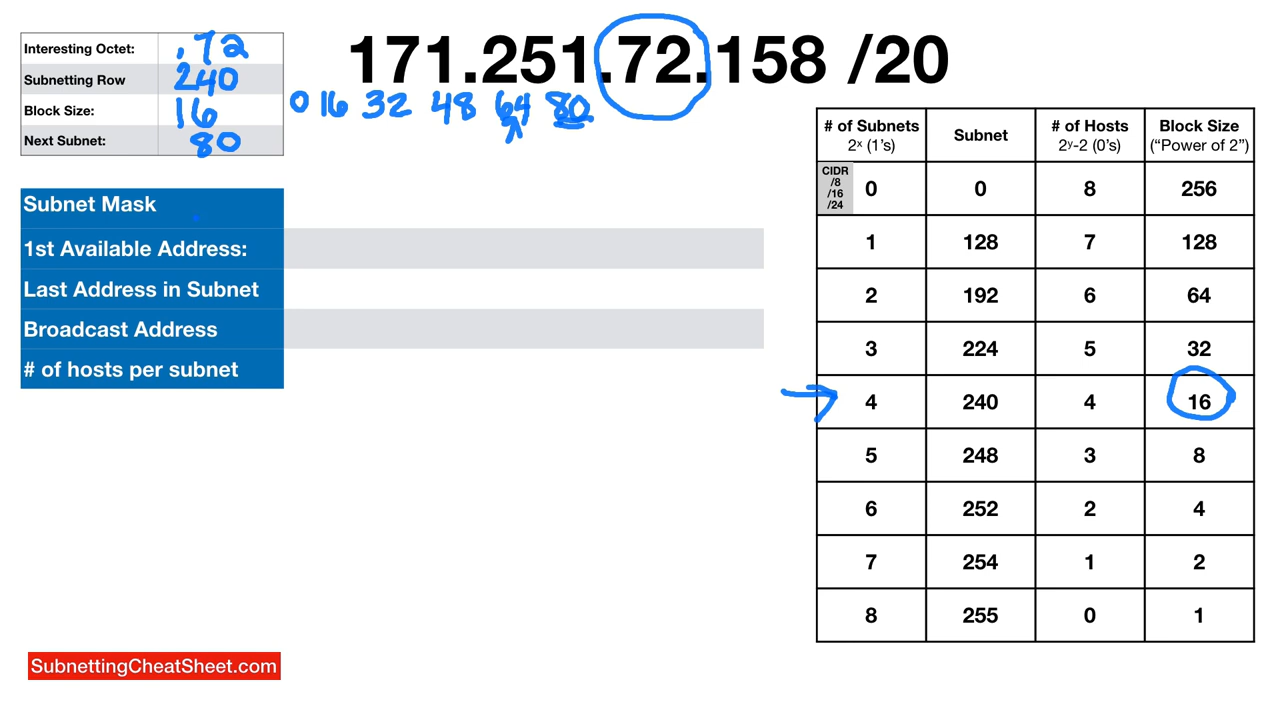 171.251.72.158 /20
Interesting Octet: .72
Subnetting Row 240
Block Size: 16
Next Subnet: 80
0 16 32 48 64 80
Subnet Mask
1st Available Address:
Last Address in Subnet
Broadcast Address
# of hosts per subnet
# of Subnets Subnet # of Hosts Block Size
2ˣ (1's) 2ʸ-2 (0's) ("Power of 2")
CIDR
/8
/16
/24
0 0 8 256
1 128 7 128
2 192 6 64
3 224 5 32
4 240 4 16
5 248 3 8
6 252 2 4
7 254 1 2
8 255 0 1
SubnettingCheatSheet.com